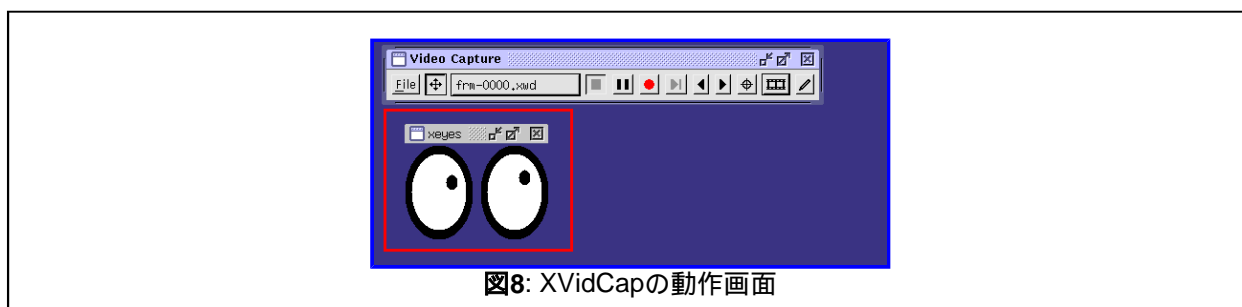 Video Capture
File frm-0000.xwd
xeyes
図8: XVidCapの動作画面